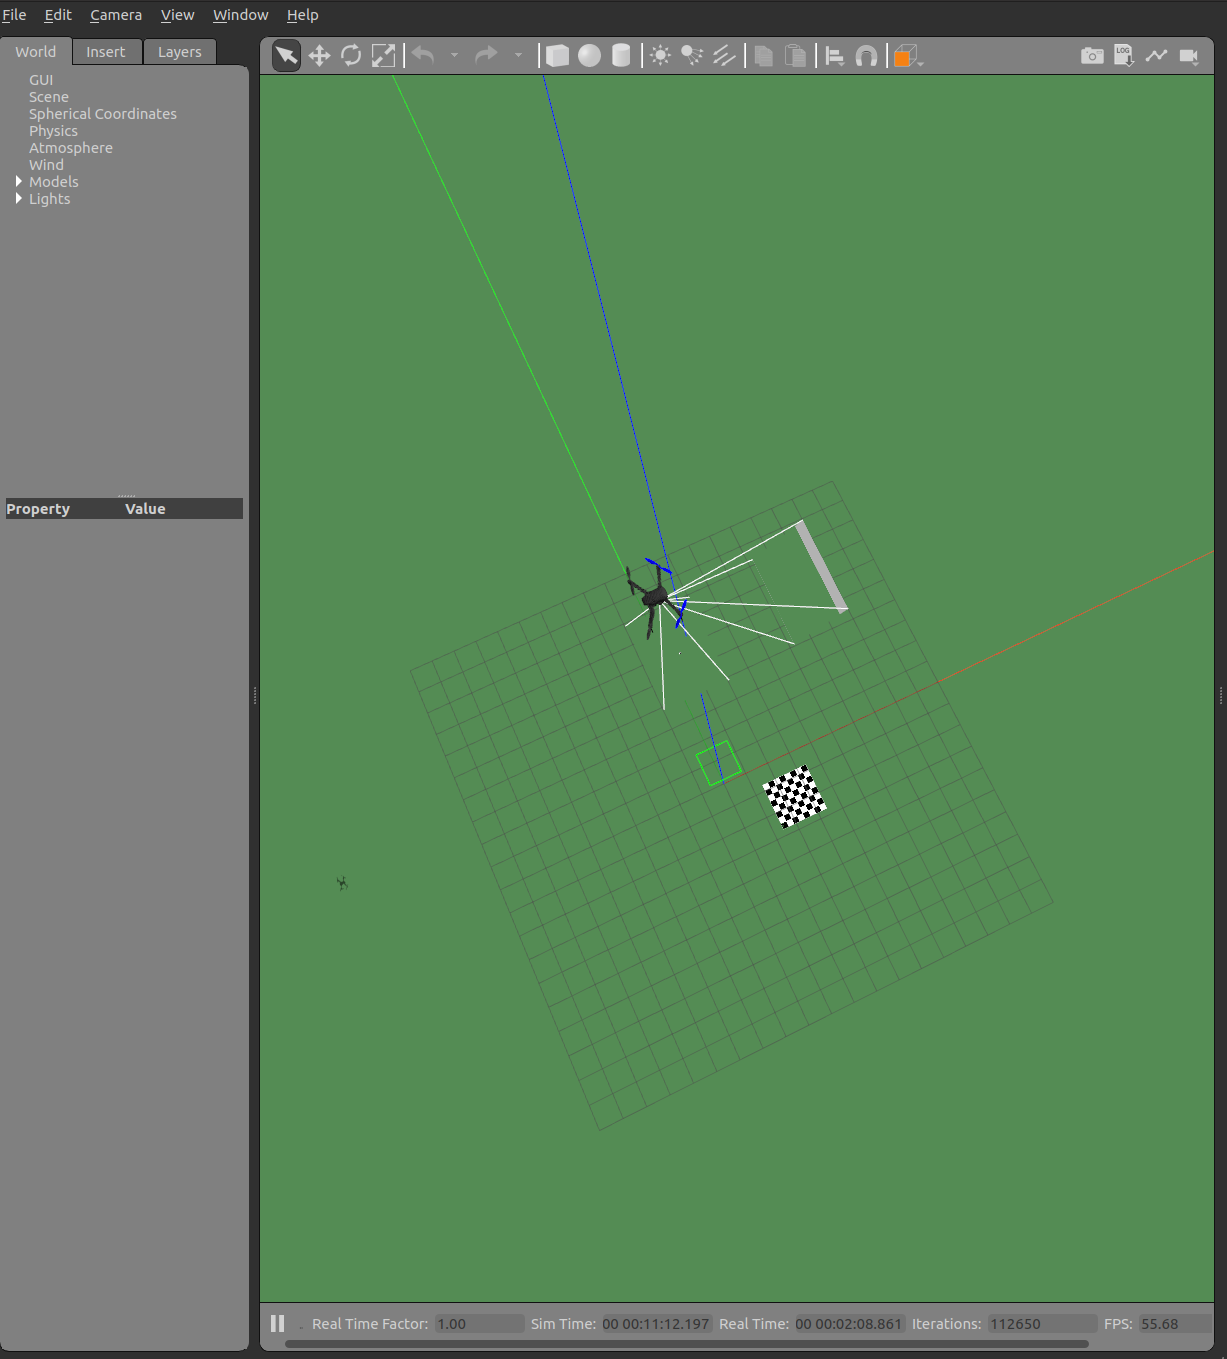 File Edit Camera View Window Help
World Insert Layers
LOG
GUI
Scene
Spherical Coordinates
Physics
Atmosphere
Wind
Models
Lights
Property Value
Real Time Factor: 1.00 Sim Time: 00 00:11:12.197 Real Time: 00 00:02:08.861 Iterations: 112650 FPS: 55.68